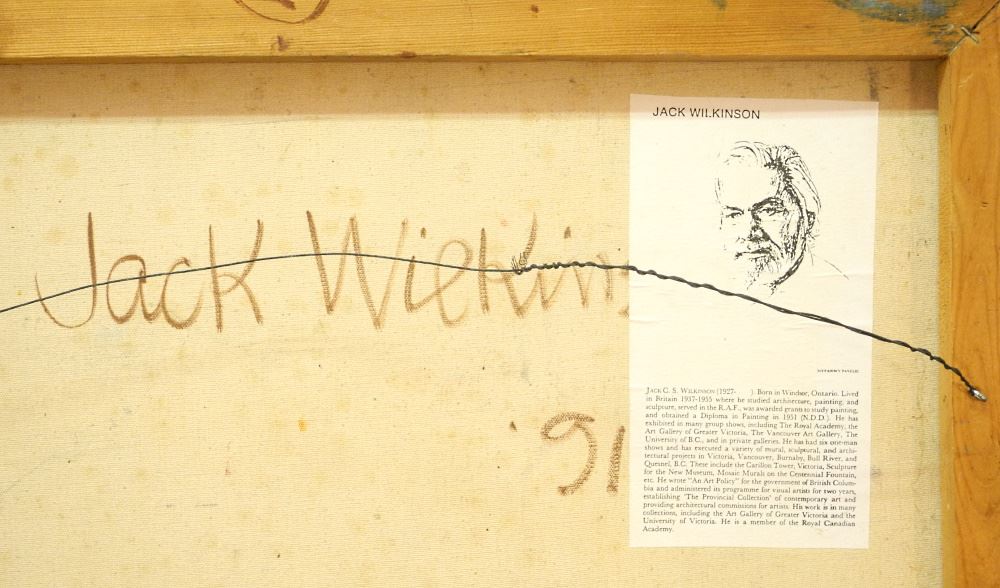 JACK WILKINSON
Jack Wilkins
91
JACK C. S. WILKINSON (1927- ) Born in Windsor, Ontario. Lived
in Britain 1937-1955 where he studied architecture, painting, and
sculpture, served in the R.A.F., was awarded grants to study painting,
and obtained a Diploma in Painting in 1951 (N.D.D.). He has
exhibited in many group shows, including The Royal Academy, the
Art Gallery of Greater Victoria, The Vancouver Art Gallery, The
University of B.C., and in private galleries. He has had six one-man
shows and has executed a variety of mural, sculptural, and archi-
tectural projects in Victoria, Vancouver, Burnaby, Bull River, and
Quesnel, B.C. These include the Carillon Tower, Victoria, Sculpture
for the New Museum, Mosaic Murals on the Centennial Fountain,
etc. He wrote "An Art Policy" for the government of British Colum-
bia and administered its programme for visual artists for two years,
establishing 'The Provincial Collection' of contemporary art and
providing architectural commissions for artists. His work is in many
collections, including the Art Gallery of Greater Victoria and the
University of Victoria. He is a member of the Royal Canadian
Academy.